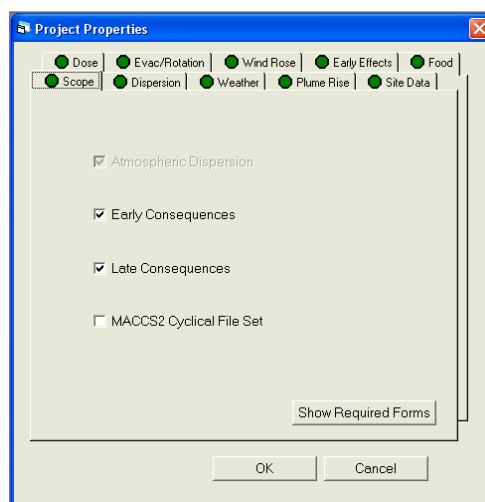 Project Properties
Dose Evac/Rotation Wind Rose Early Effects Food
Scope Dispersion Weather Plume Rise Site Data
Atmospheric Dispersion
Early Consequences
Late Consequences
MACCS2 Cyclical File Set
Show Required Forms
OK Cancel